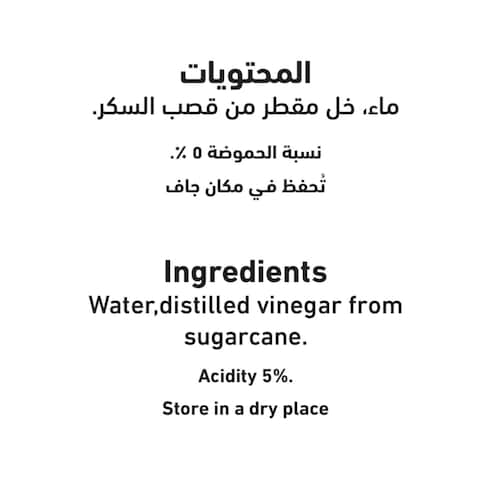 المحتويات
ماء، خل مقطر من قصب السكر.
نسبة الحموضة ٥ ٪.
تُحفظ في مكان جاف
Ingredients
Water,distilled vinegar from
sugarcane.
Acidity 5%.
Store in a dry place